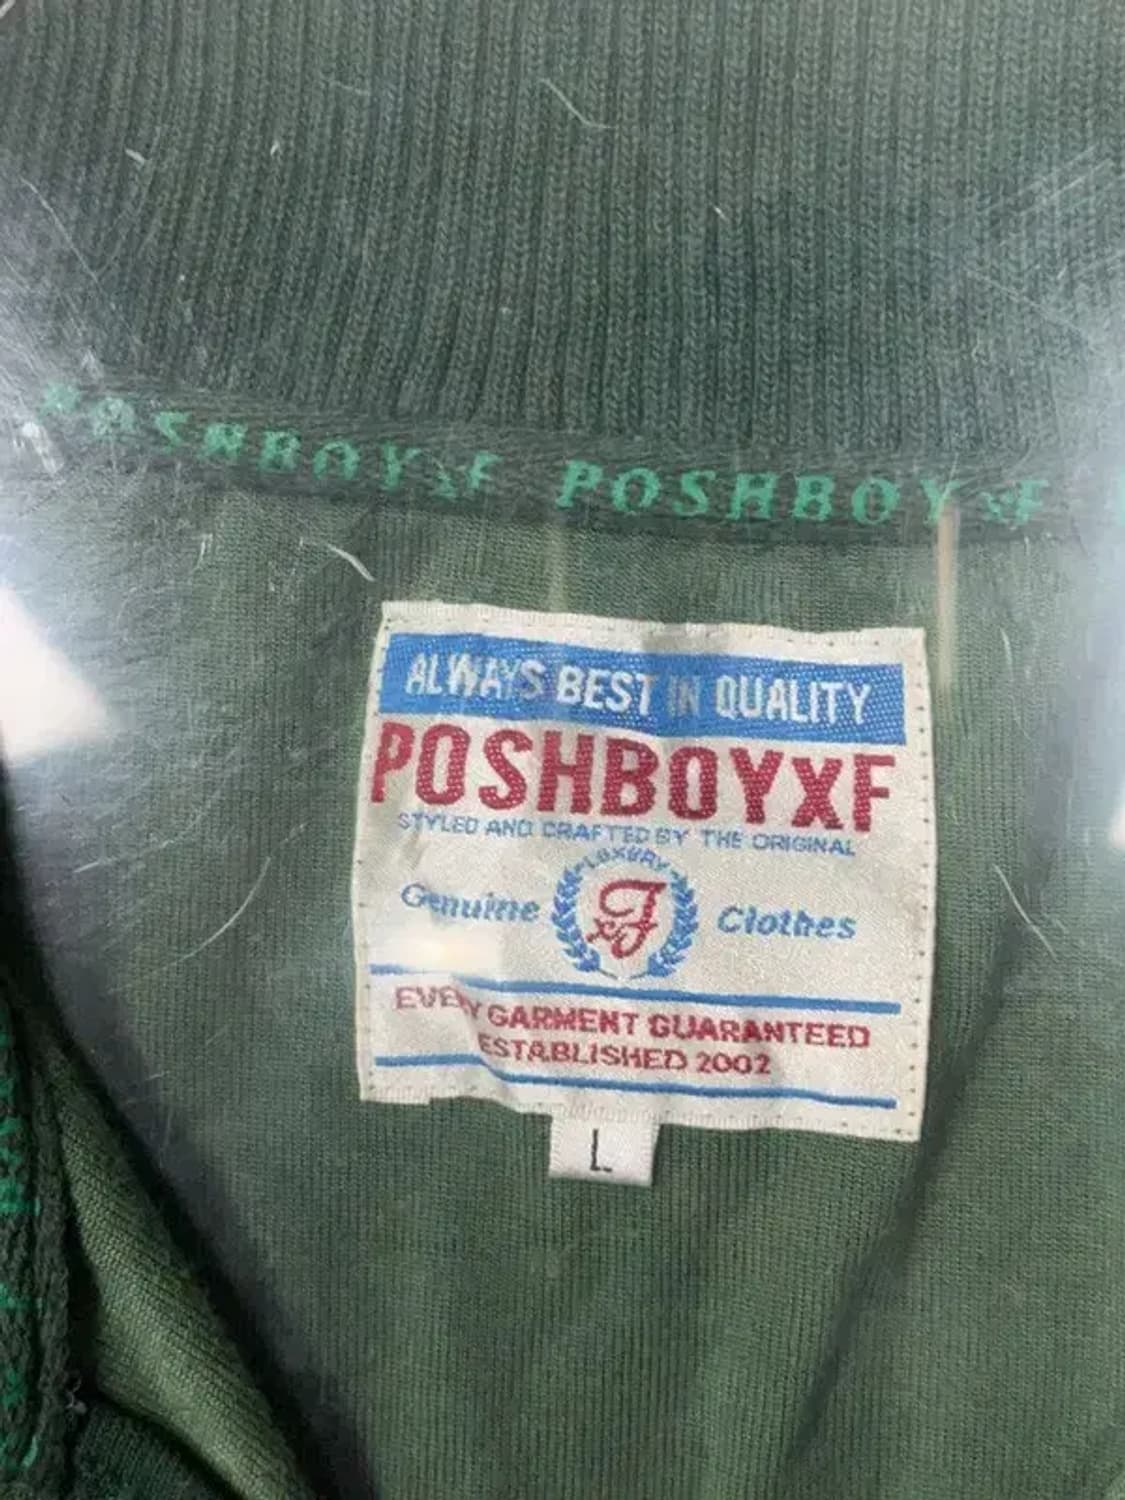 POSHBOYxF POSHBOYxF
ALWAYS BEST IN QUALITY
POSHBOYxF
STYLED AND CRAFTED BY THE ORIGINAL
LUXURY
Genuine
Clothes
EVERY GARMENT GUARANTEED
ESTABLISHED 2002
L